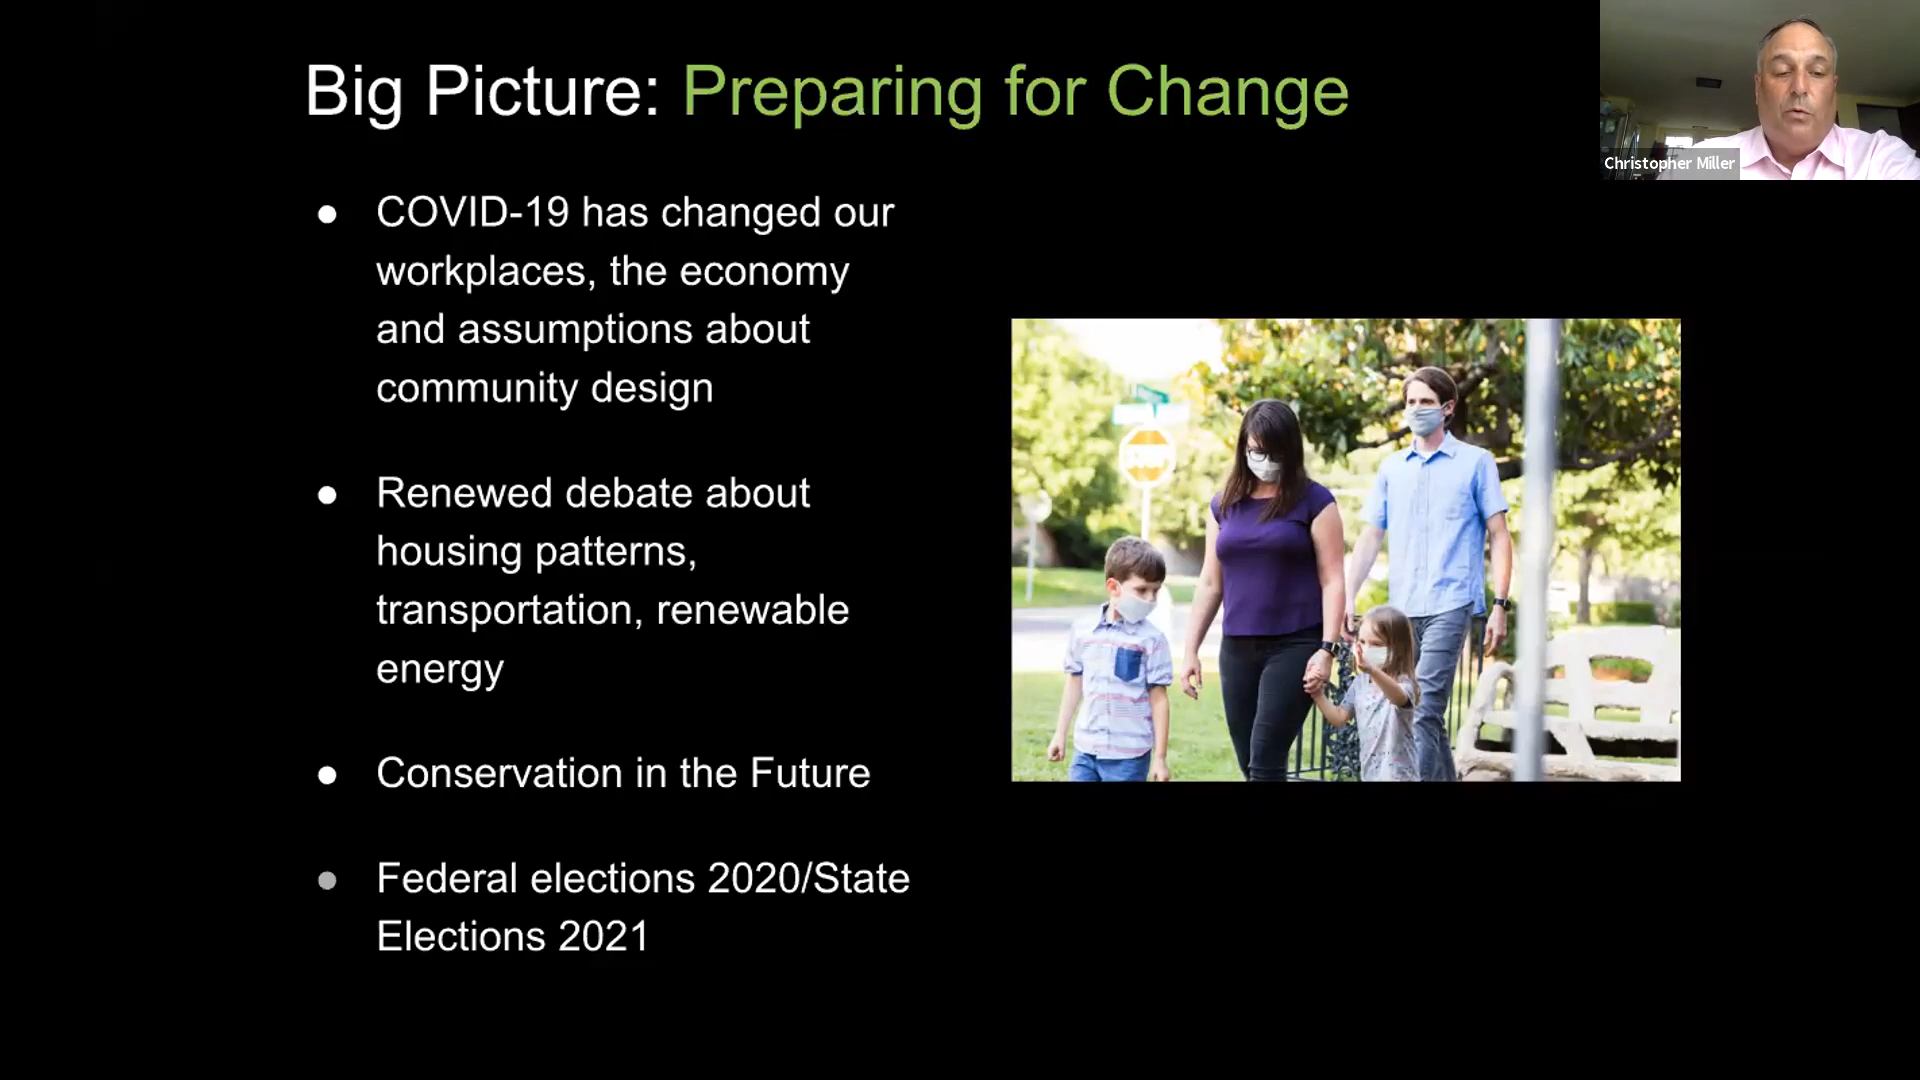 Big Picture: Preparing for Change
Christopher Miller
● COVID-19 has changed our
workplaces, the economy
and assumptions about
community design
● Renewed debate about
housing patterns,
transportation, renewable
energy
● Conservation in the Future
● Federal elections 2020/State
Elections 2021